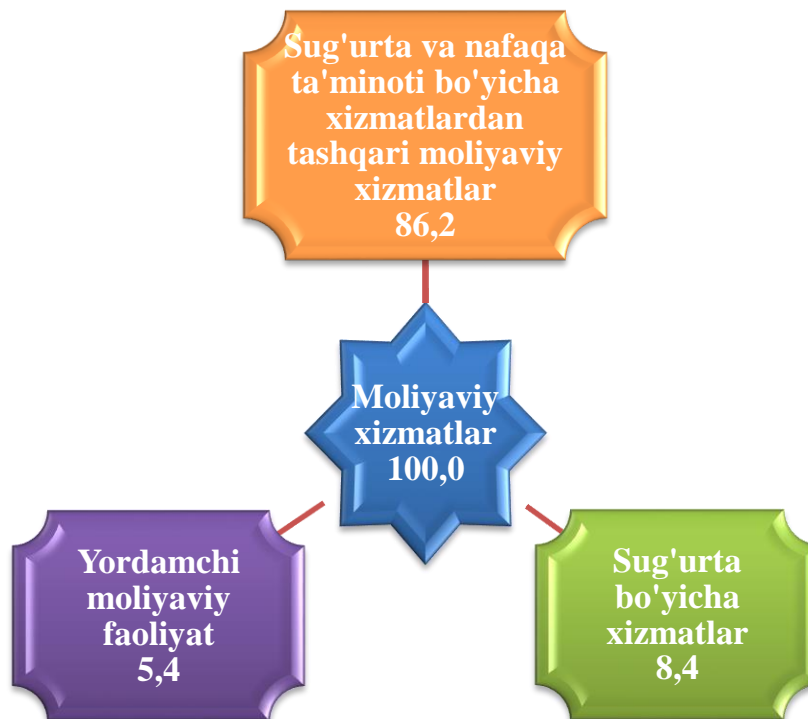 Sug'urta va nafaqa
ta'minoti bo'yicha
xizmatlardan
tashqari moliyaviy
xizmatlar
86,2
Moliyaviy
xizmatlar
100,0
Yordamchi
moliyaviy
faoliyat
5,4
Sug'urta
bo'yicha
xizmatlar
8,4